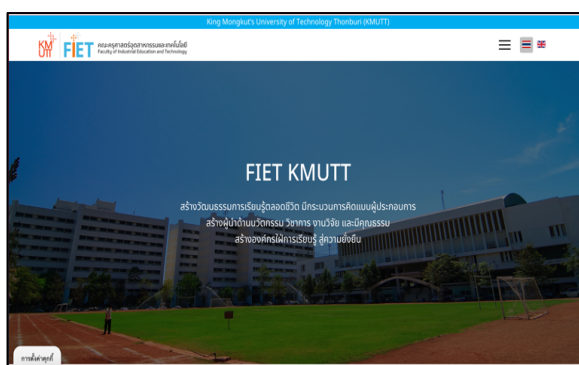 King Mongkut's University of Technology Thonburi (KMUTT)
KMUTT
FIET
คณะครุศาสตร์อุตสาหกรรมและเทคโนโลยี
Faculty of Industrial Education and Technology
FIET KMUTT
สร้างวัฒนธรรมการเรียนรู้ตลอดชีวิต มีกระบวนการคิดแบบผู้ประกอบการ
สร้างผู้นำด้านนวัตกรรม วิชาการ งานวิจัย และมีคุณธรรม
สร้างองค์กรใฝ่การเรียนรู้ สู่ความยั่งยืน
การตั้งค่าคุกกี้